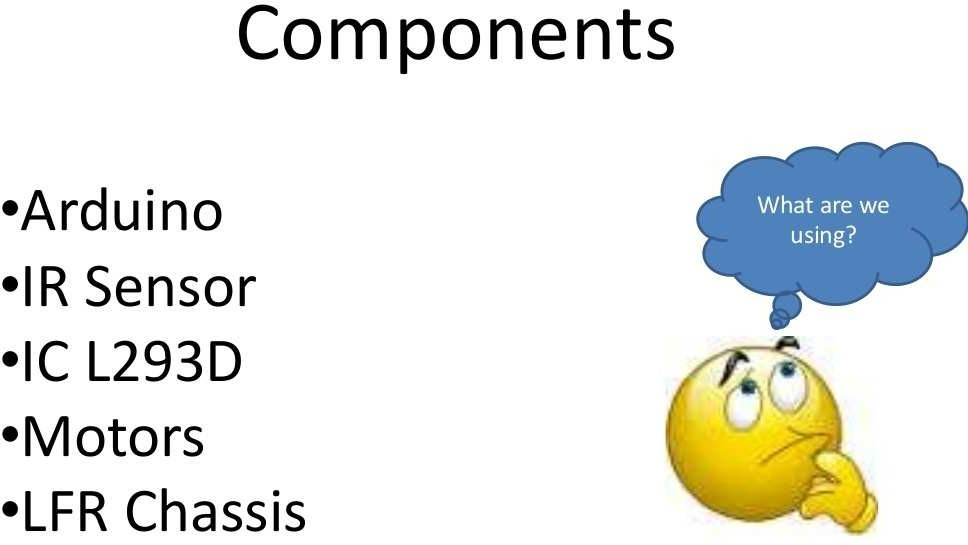 Components
•Arduino
•IR Sensor
•IC L293D
•Motors
•LFR Chassis
What are we
using?